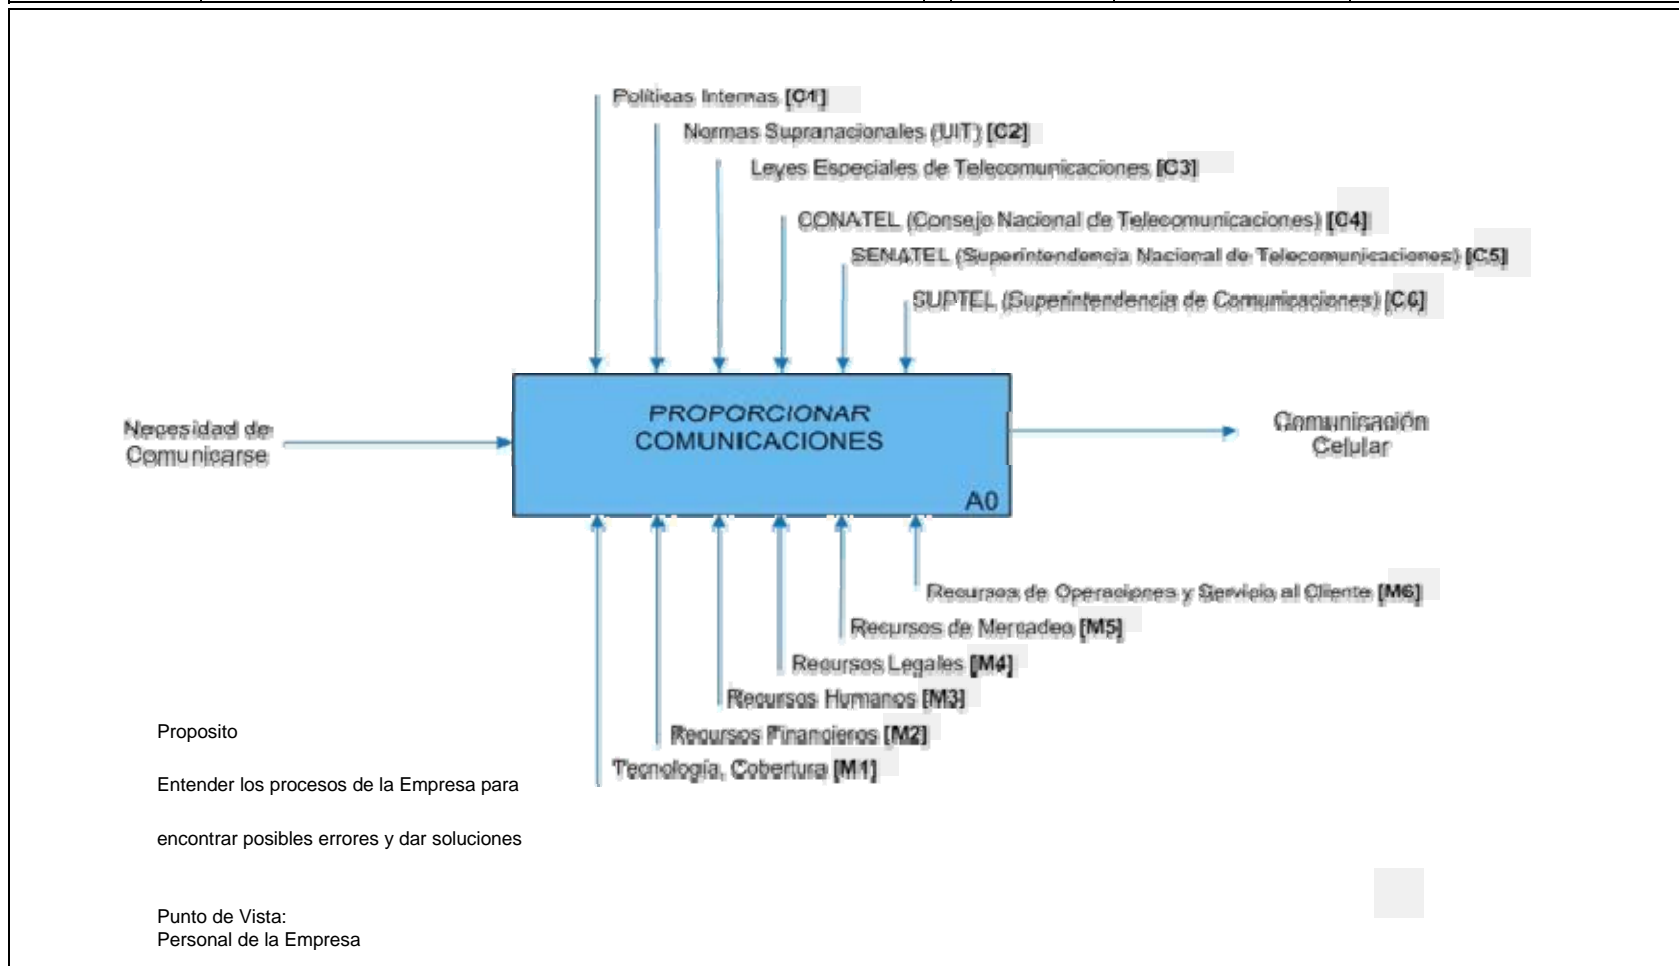 Políticas Internas [C1]
Normas Supranacionales (UIT) [C2]
Leyes Especiales de Telecomunicaciones [C3]
CONATEL (Consejo Nacional de Telecomunicaciones) [C4]
SENATEL (Superintendencia Nacional de Telecomunicaciones) [C5]
SUPTEL (Superintendencia de Comunicaciones) [C6]
PROPORCIONAR
COMUNICACIONES
A0
Necesidad de
Comunicarse
Comunicación
Celular
Recursos de Operaciones y Servicio al Cliente [M6]
Recursos de Mercadeo [M5]
Recursos Legales [M4]
Recursos Humanos [M3]
Recursos Financieros [M2]
Tecnología, Cobertura [M1]
Proposito
Entender los procesos de la Empresa para
encontrar posibles errores y dar soluciones
Punto de Vista:
Personal de la Empresa